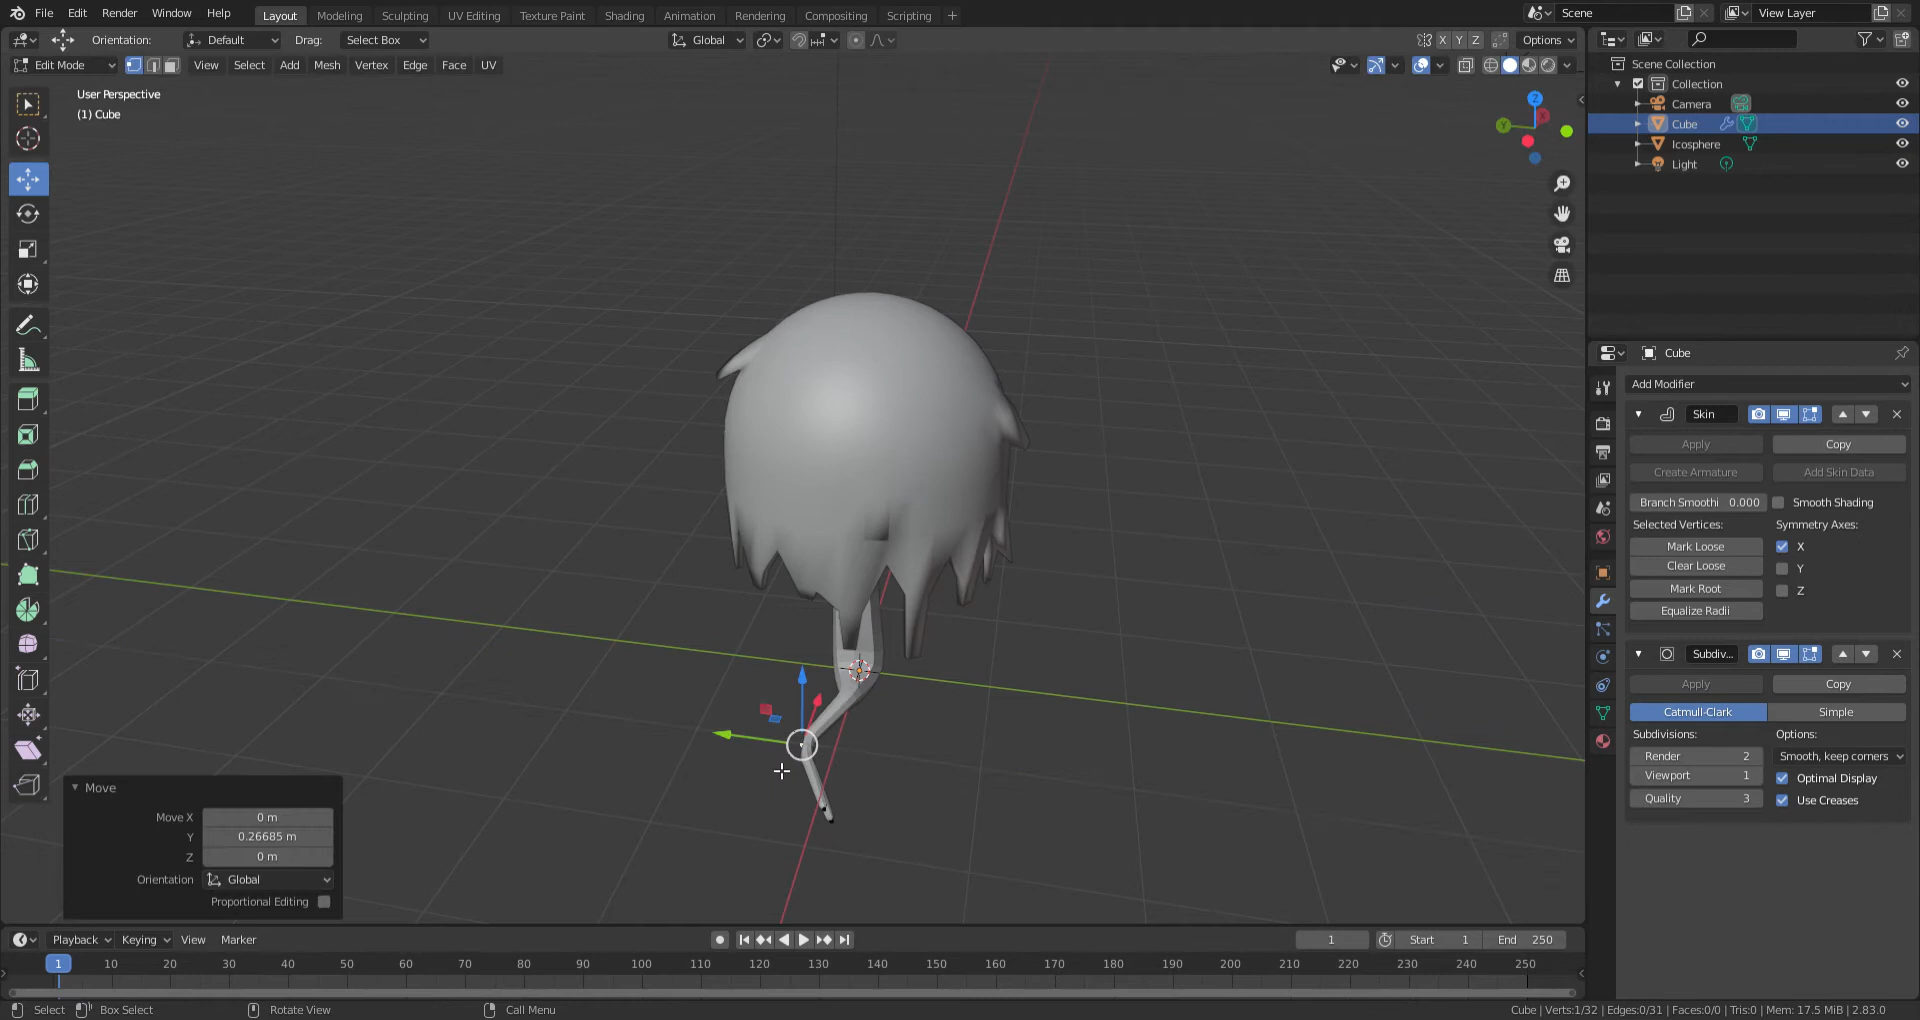 File Edit Render Window Help Layout Modeling Sculpting UV Editing Texture Paint Shading Animation Rendering Compositing Scripting + Scene View Layer
Orientation: Default Drag: Select Box Global X Y Z Options
Edit Mode View Select Add Mesh Vertex Edge Face UV
User Perspective
(1) Cube
Z
Y
X
Scene Collection
Collection
Camera
Cube
Icosphere
Light
Cube
Add Modifier
Skin
Apply Copy
Create Armature Add Skin Data
Branch Smoothi 0.000 Smooth Shading
Selected Vertices: Symmetry Axes:
Mark Loose X
Clear Loose Y
Mark Root Z
Equalize Radii
Subdiv...
Apply Copy
Catmull-Clark Simple
Subdivisions: Options:
Render 2 Smooth, keep corners
Viewport 1 Optimal Display
Quality 3 Use Creases
Move
Move X 0 m
Y 0.26685 m
Z 0 m
Orientation Global
Proportional Editing
Playback Keying View Marker 1 Start 1 End 250
1 10 20 30 40 50 60 70 80 90 100 110 120 130 140 150 160 170 180 190 200 210 220 230 240 250
Select Box Select Rotate View Call Menu Cube | Verts:1/32 | Edges:0/31 | Faces:0/0 | Tris:0 | Mem: 17.5 MiB | 2.83.0